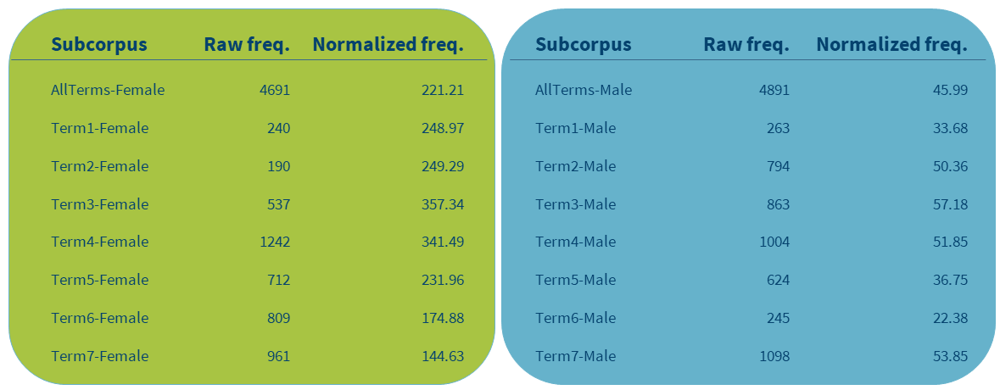 Subcorpus Raw freq. Normalized freq.
AllTerms-Female 4691 221.21
Term1-Female 240 248.97
Term2-Female 190 249.29
Term3-Female 537 357.34
Term4-Female 1242 341.49
Term5-Female 712 231.96
Term6-Female 809 174.88
Term7-Female 961 144.63
Subcorpus Raw freq. Normalized freq.
AllTerms-Male 4891 45.99
Term1-Male 263 33.68
Term2-Male 794 50.36
Term3-Male 863 57.18
Term4-Male 1004 51.85
Term5-Male 624 36.75
Term6-Male 245 22.38
Term7-Male 1098 53.85